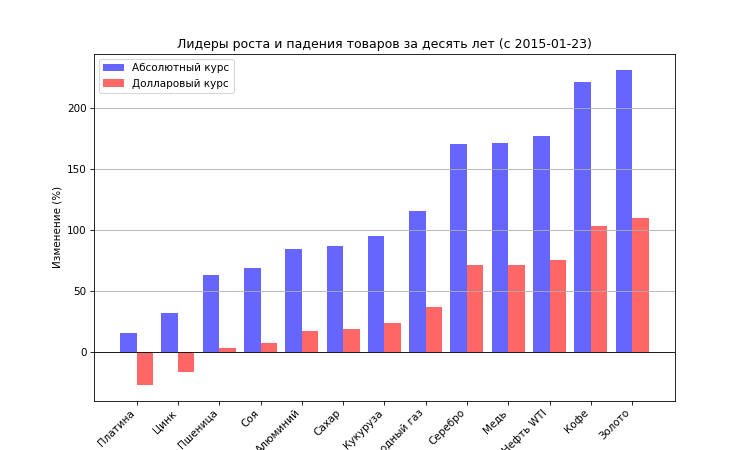 Лидеры роста и падения товаров за десять лет (с 2015-01-23)
Абсолютный курс
Долларовый курс
Изменение (%)
200
150
100
50
0
Платина
Цинк
Пшеница
Соя
Алюминий
Сахар
Кукуруза
одный газ
Серебро
Медь
Нефть WTI
Кофе
Золото